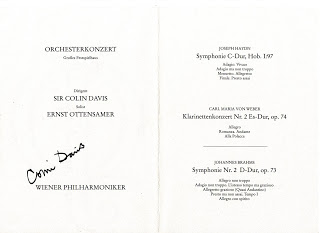 ORCHESTERKONZERT
Großes Festspielhaus
Dirigent
SIR COLIN DAVIS
Solist
ERNST OTTENSAMER
Colin Davis
WIENER PHILHARMONIKER
JOSEPH HAYDN
Symphonie C-Dur, Hob. I:97
Adagio. Vivace
Adagio ma non troppo
Menuetto. Allegretto
Finale. Presto assai
CARL MARIA VON WEBER
Klarinettenkonzert Nr. 2 Es-Dur, op. 74
Allegro
Romanza. Andante
Alla Polacca
JOHANNES BRAHMS
Symphonie Nr. 2 D-Dur, op. 73
Allegro non troppo
Adagio non troppo. L'istesso tempo ma grazioso
Allegretto grazioso (Quasi Andantino)
Presto ma non assai. Tempo I
Allegro con spirito